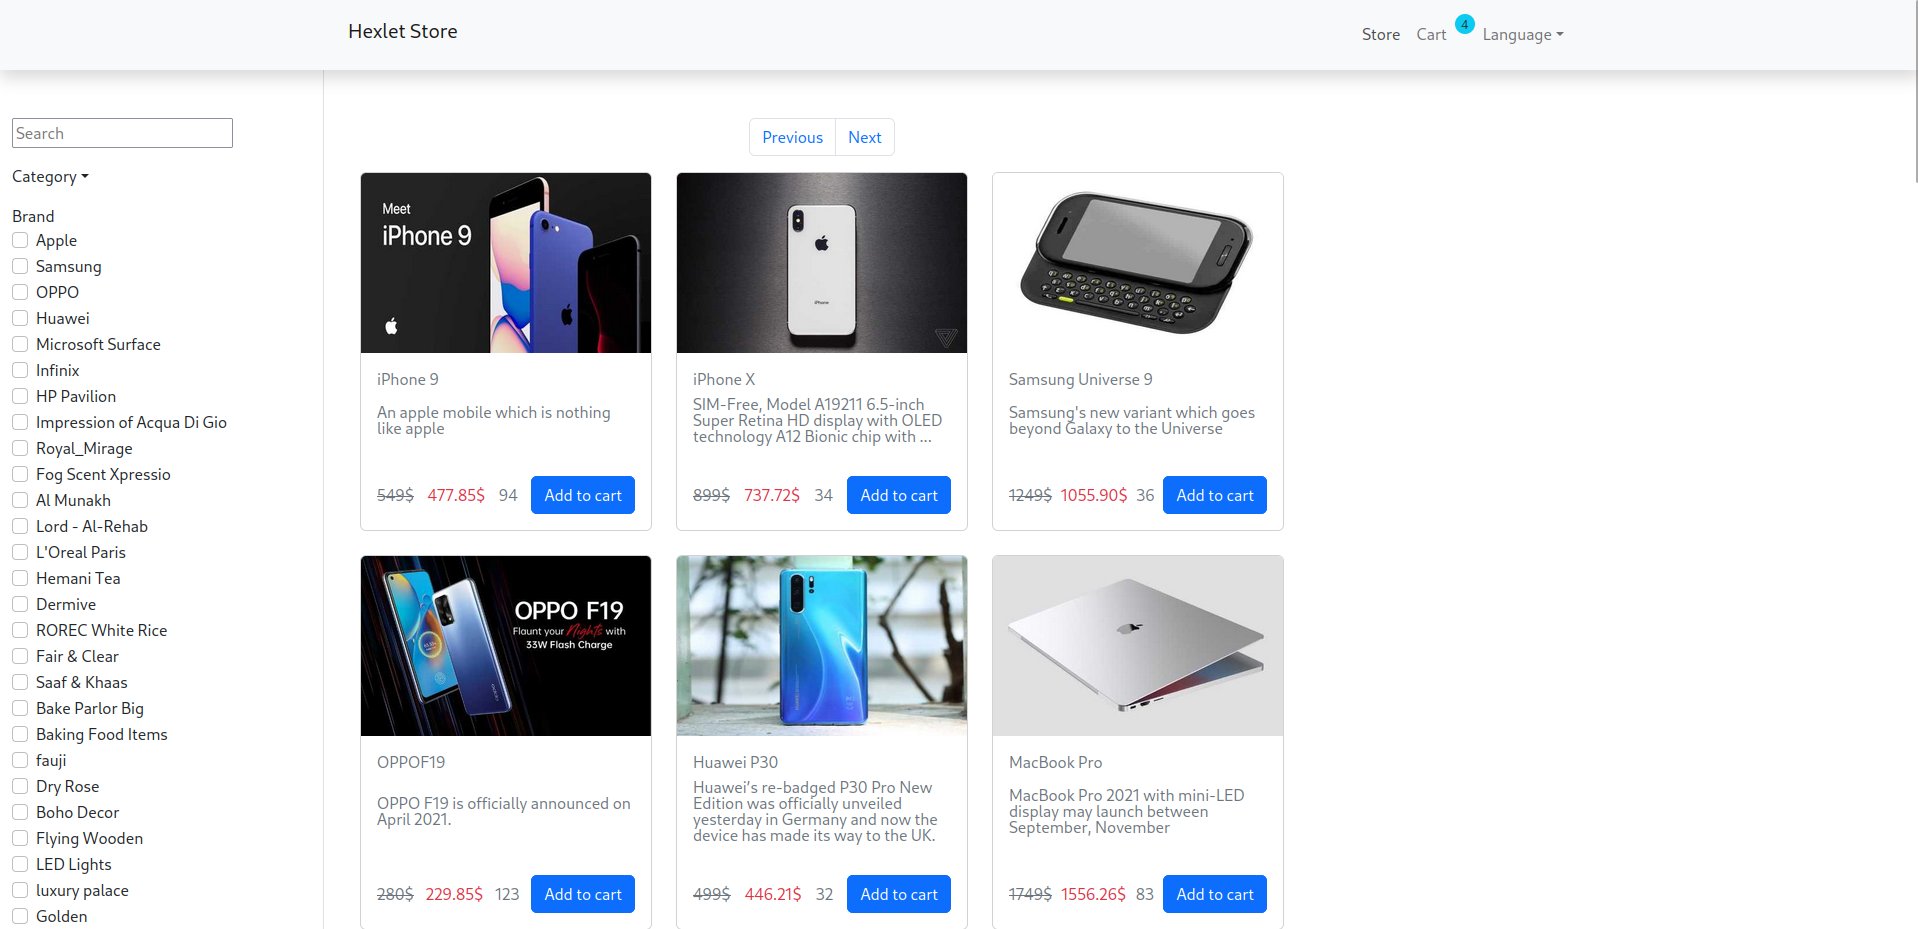 Hexlet Store
Store Cart 4 Language
Search
Category
Brand
Apple
Samsung
OPPO
Huawei
Microsoft Surface
Infinix
HP Pavilion
Impression of Acqua Di Gio
Royal_Mirage
Fog Scent Xpressio
Al Munakh
Lord - Al-Rehab
L'Oreal Paris
Hemani Tea
Dermive
ROREC White Rice
Fair & Clear
Saaf & Khaas
Bake Parlor Big
Baking Food Items
fauji
Dry Rose
Boho Decor
Flying Wooden
LED Lights
luxury palace
Golden
Previous Next
Meet
iPhone 9
iPhone 9
An apple mobile which is nothing
like apple
549$ 477.85$ 94 Add to cart
iPhone
iPhone X
SIM-Free, Model A19211 6.5-inch
Super Retina HD display with OLED
technology A12 Bionic chip with ...
899$ 737.72$ 34 Add to cart
Samsung Universe 9
Samsung's new variant which goes
beyond Galaxy to the Universe
1249$ 1055.90$ 36 Add to cart
OPPO F19
Flaunt your Nights with
33W Flash Charge
OPPOF19
OPPO F19 is officially announced on
April 2021.
280$ 229.85$ 123 Add to cart
Huawei P30
Huawei’s re-badged P30 Pro New
Edition was officially unveiled
yesterday in Germany and now the
device has made its way to the UK.
499$ 446.21$ 32 Add to cart
MacBook Pro
MacBook Pro 2021 with mini-LED
display may launch between
September, November
1749$ 1556.26$ 83 Add to cart